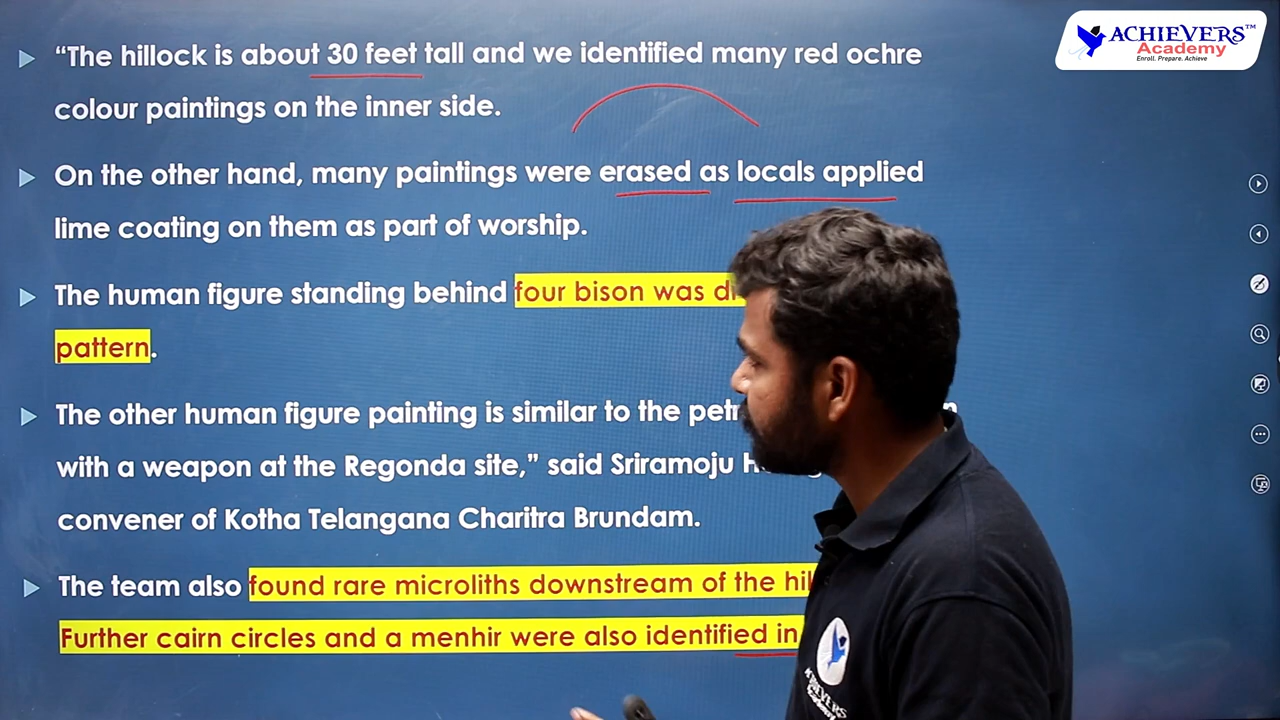 ACHIEVERS™
Academy
Enroll. Prepare. Achieve
“The hillock is about 30 feet tall and we identified many red ochre
colour paintings on the inner side.
On the other hand, many paintings were erased as locals applied
lime coating on them as part of worship.
The human figure standing behind four bison was
pattern.
The other human figure painting is similar to the
with a weapon at the Regonda site,” said Sriramoju
convener of Kotha Telangana Charitra Brundam.
The team also found rare microliths downstream of the
Further cairn circles and a menhir were also identified in
ACHIEVERS
Academy